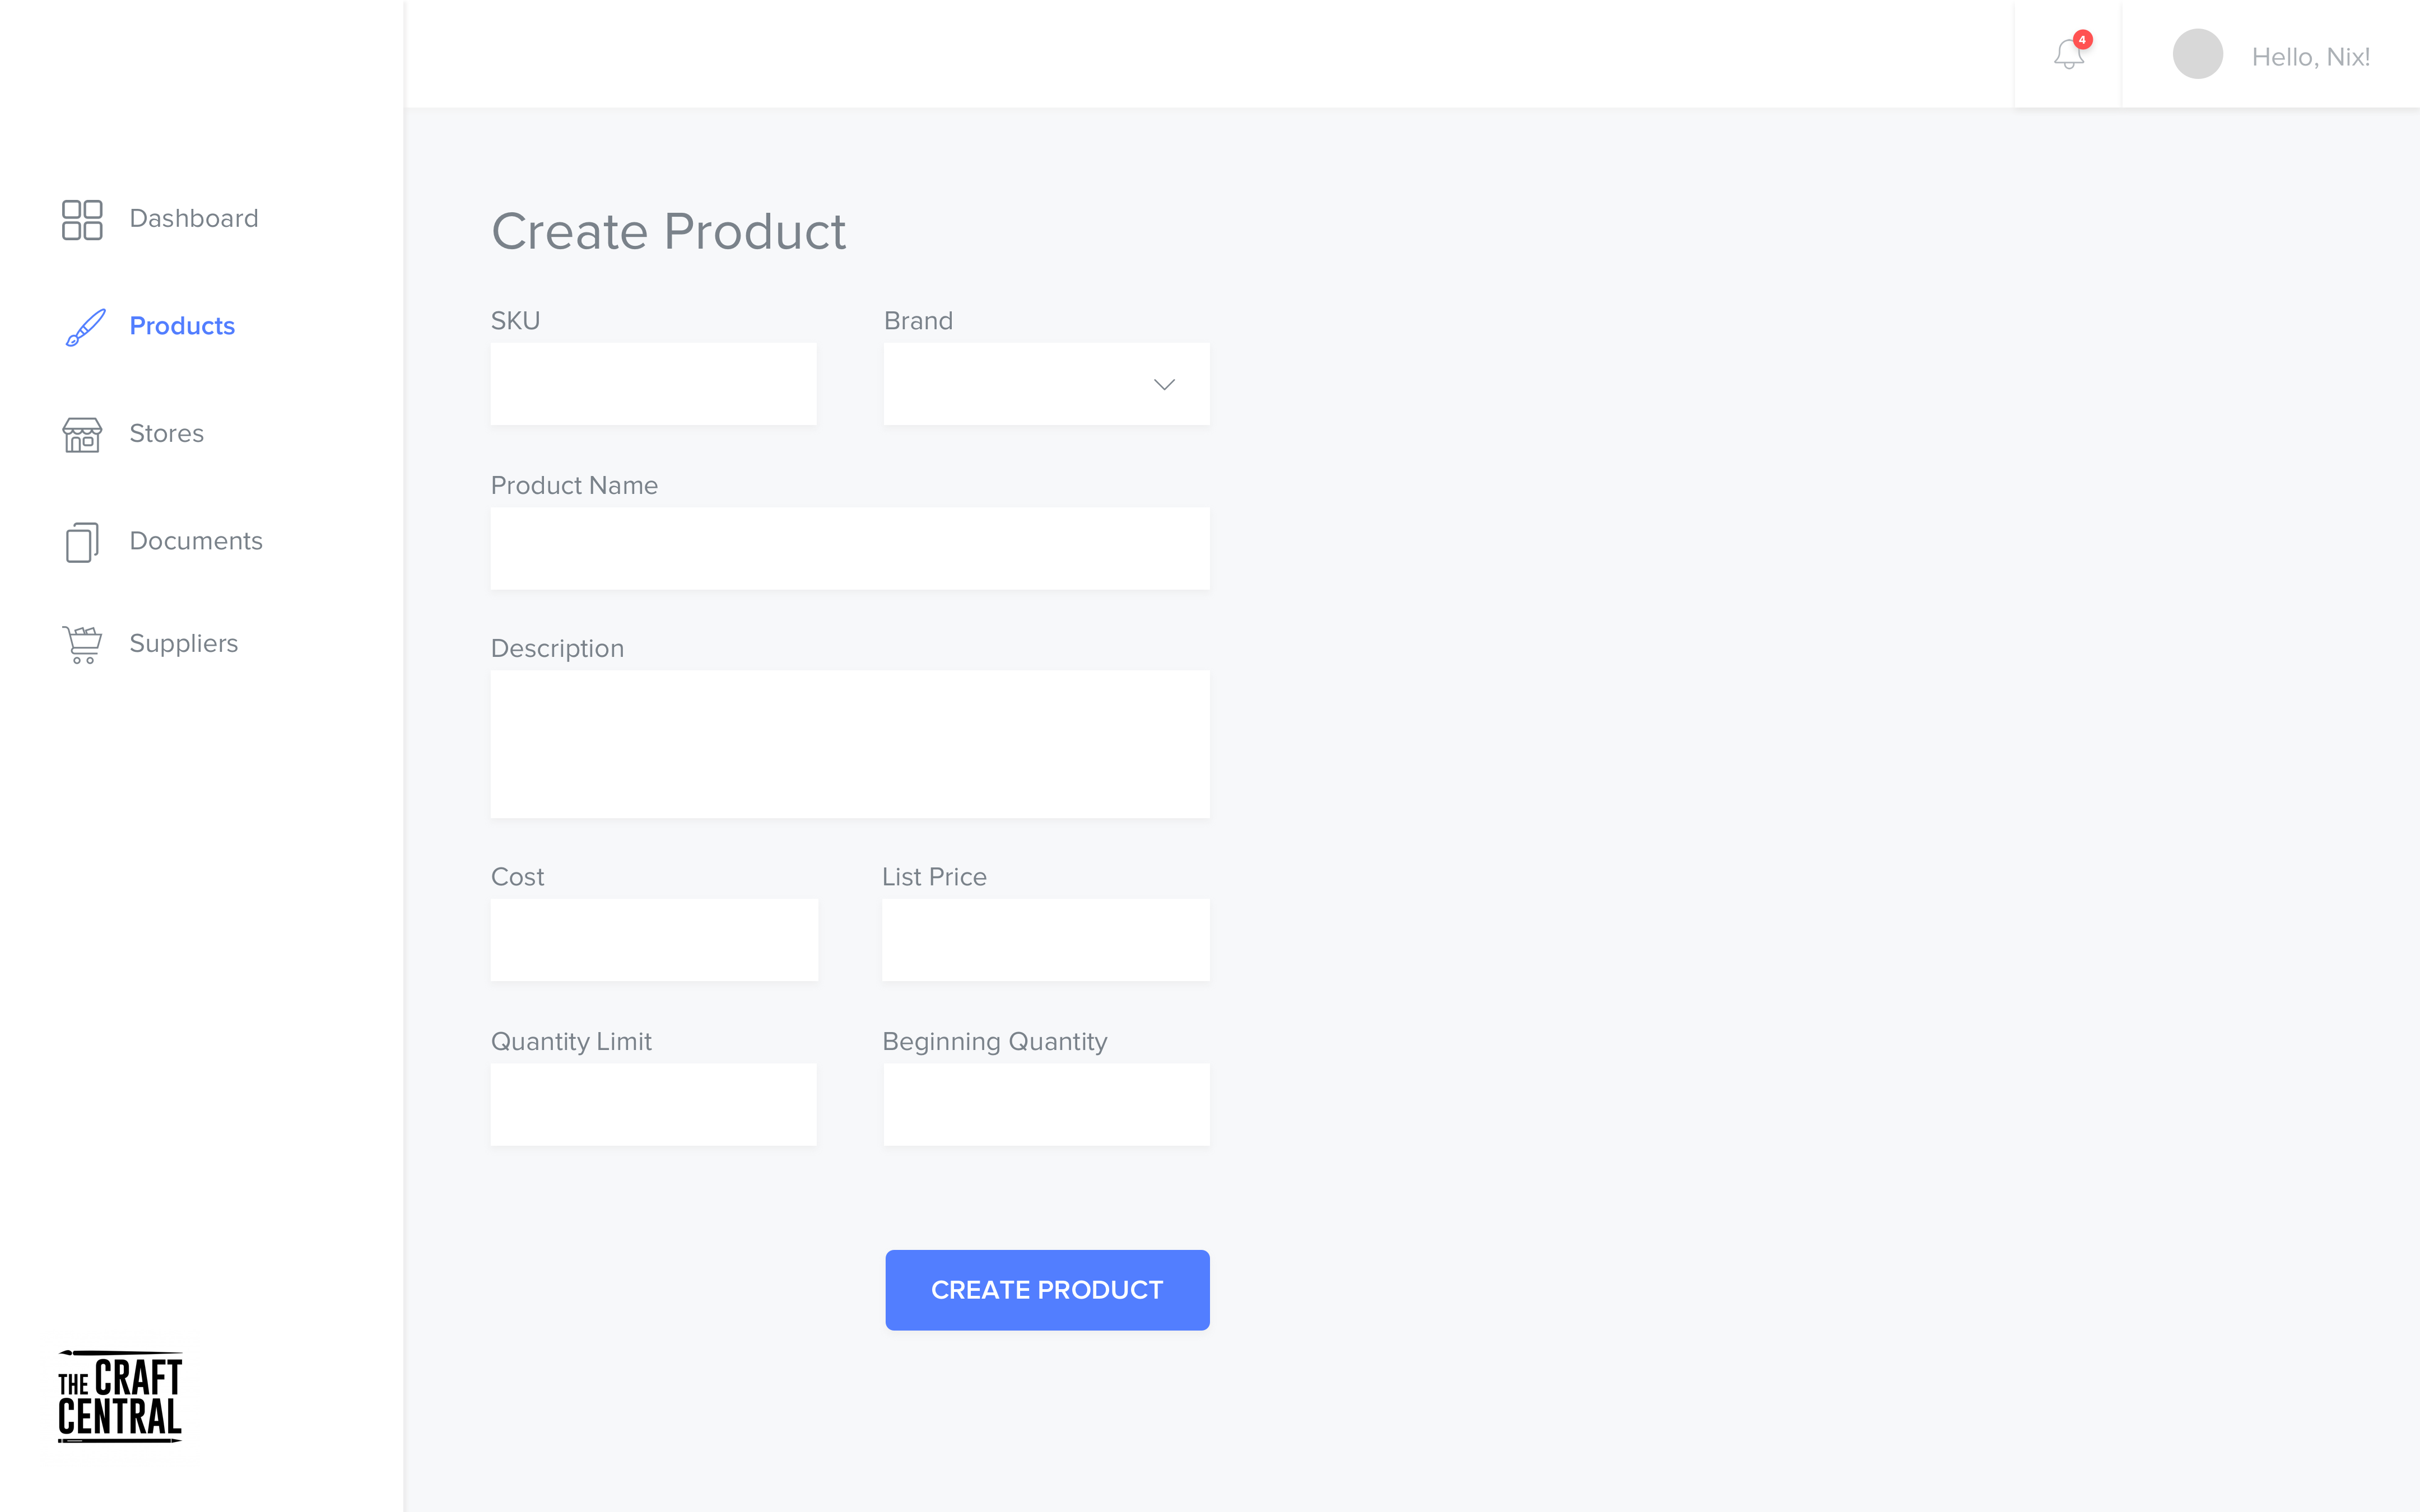 4
Hello, Nix!
Dashboard
Products
Stores
Documents
Suppliers
Create Product
SKU
Brand
Product Name
Description
Cost
List Price
Quantity Limit
Beginning Quantity
CREATE PRODUCT
THE CRAFT
CENTRAL